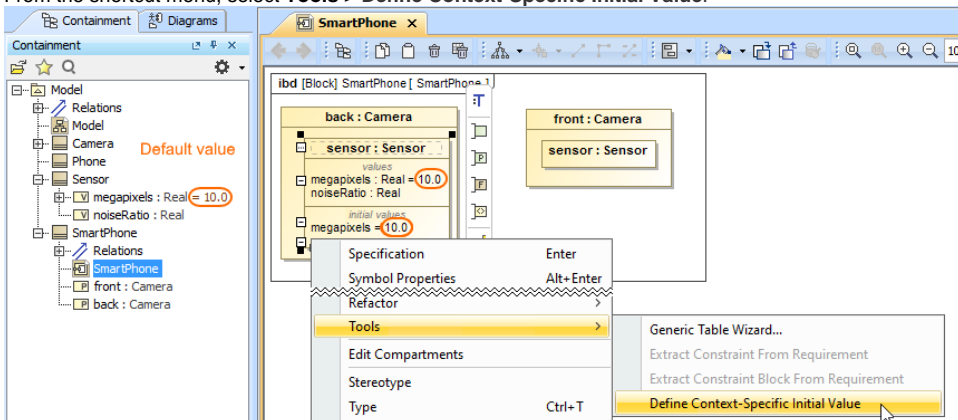 From the shortcut menu, select Tools > Define Context-Specific Initial Value.
Containment
Diagrams
SmartPhone
Containment
10
Model
Relations
Model
Camera
Phone
Sensor
megapixels : Real = 10.0
noiseRatio : Real
SmartPhone
Relations
SmartPhone
front : Camera
back : Camera
Default value
ibd [Block] SmartPhone [ SmartPhone ]
back : Camera
sensor : Sensor
values
megapixels : Real = 10.0
noiseRatio : Real
initial values
megapixels = 10.0
front : Camera
sensor : Sensor
Specification Enter
Symbol Properties Alt+Enter
Refactor
Tools
Edit Compartments
Stereotype
Type Ctrl+T
Generic Table Wizard...
Extract Constraint From Requirement
Extract Constraint Block From Requirement
Define Context-Specific Initial Value